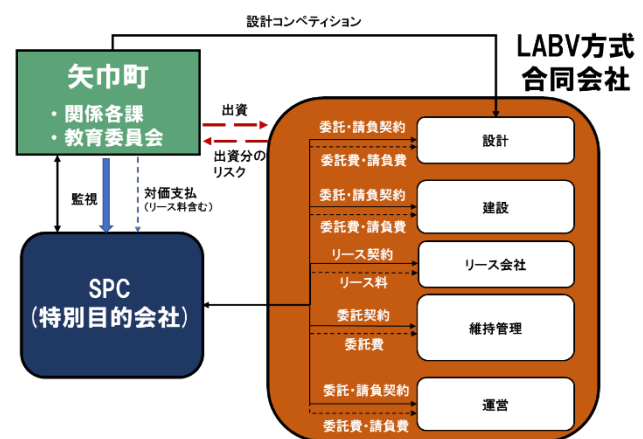 設計コンペティション
LABV方式
合同会社
矢巾町
・関係各課
・教育委員会
出資
出資分の
リスク
監視
対価支払
(リース料含む)
SPC
(特別目的会社)
委託・請負契約
委託費・請負費
設計
委託・請負契約
委託費・請負費
建設
リース契約
リース料
リース会社
委託契約
委託費
維持管理
委託・請負契約
委託費・請負費
運営